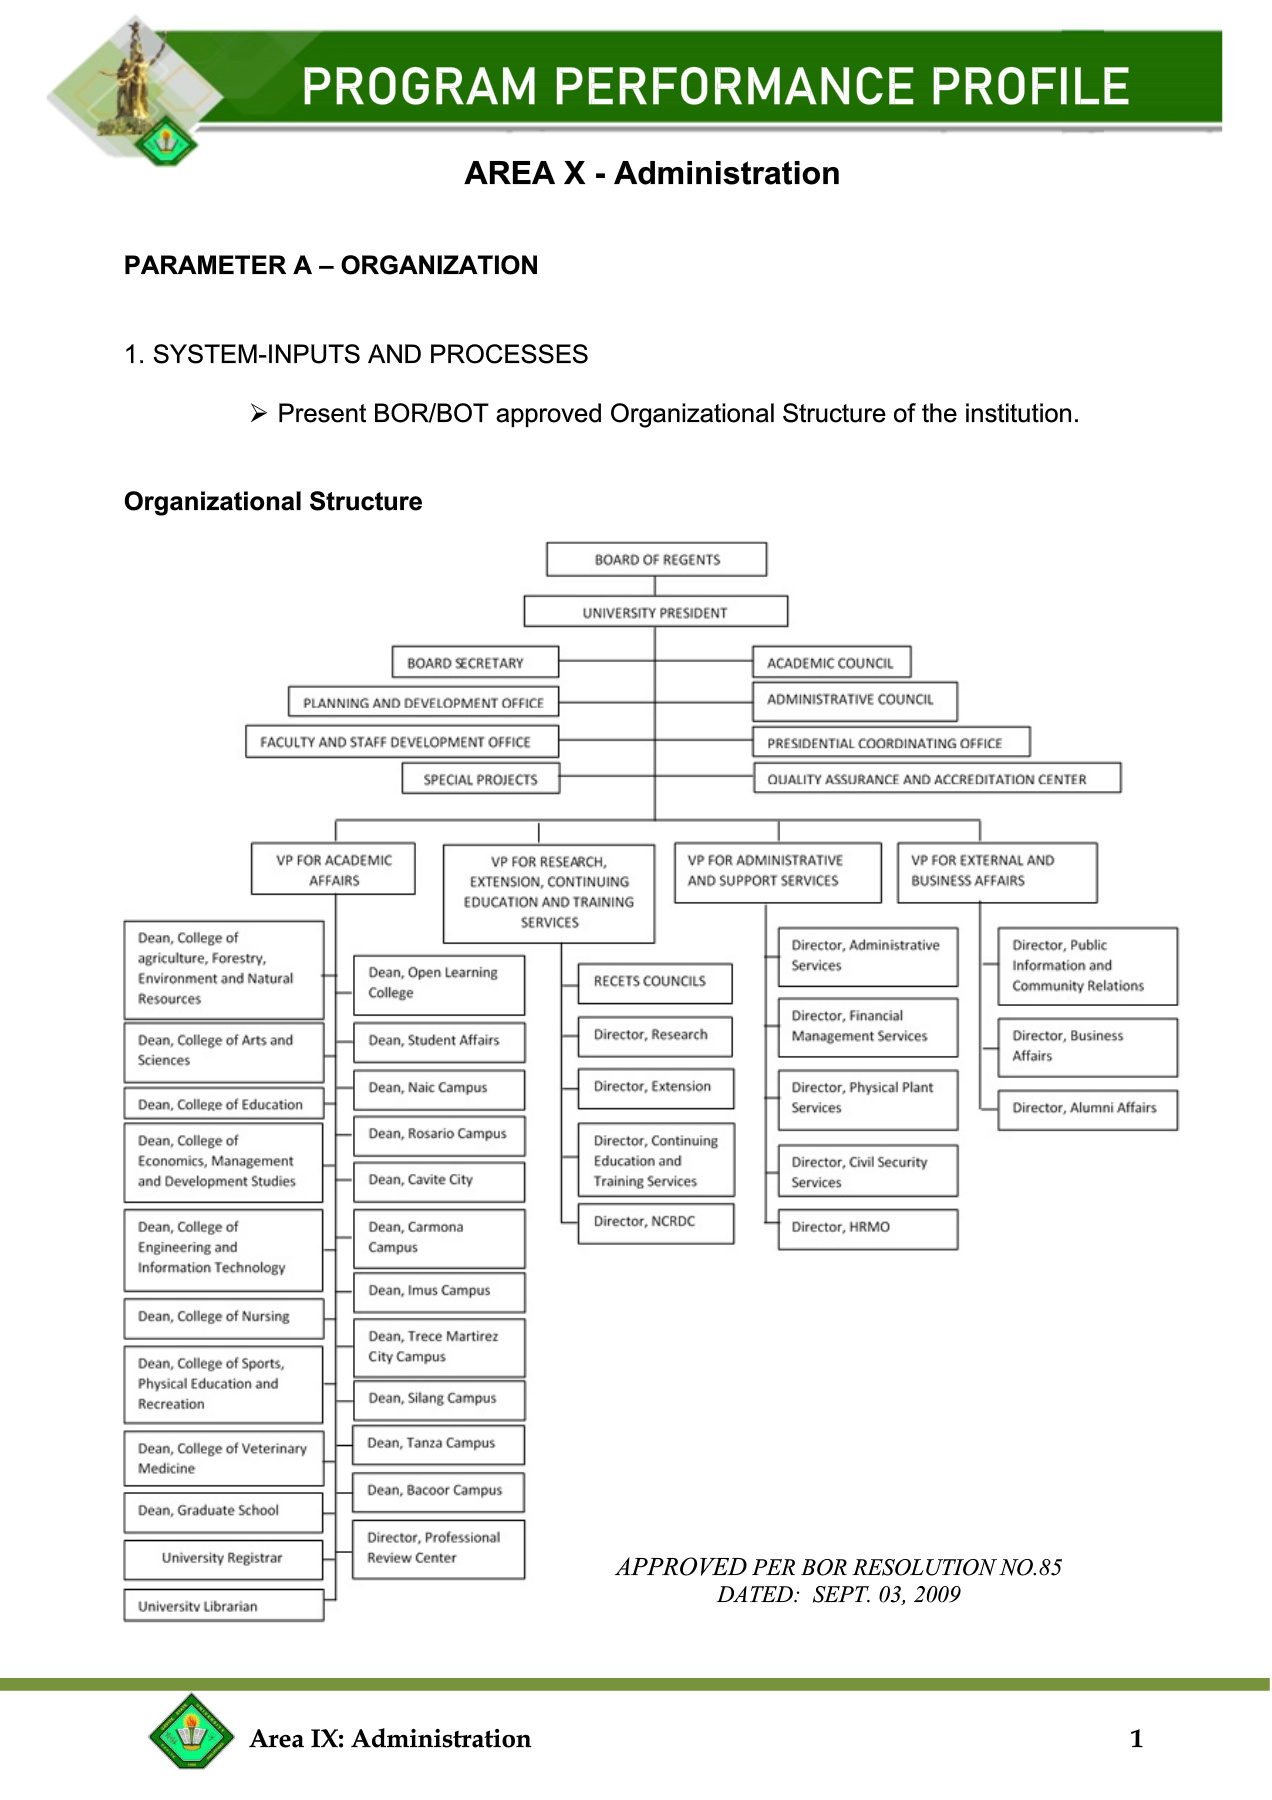 PROGRAM PERFORMANCE PROFILE
AREA X - Administration
PARAMETER A – ORGANIZATION
1. SYSTEM-INPUTS AND PROCESSES
➢ Present BOR/BOT approved Organizational Structure of the institution.
Organizational Structure
BOARD OF REGENTS
UNIVERSITY PRESIDENT
BOARD SECRETARY
ACADEMIC COUNCIL
PLANNING AND DEVELOPMENT OFFICE
ADMINISTRATIVE COUNCIL
FACULTY AND STAFF DEVELOPMENT OFFICE
PRESIDENTIAL COORDINATING OFFICE
SPECIAL PROJECTS
QUALITY ASSURANCE AND ACCREDITATION CENTER
VP FOR ACADEMIC
AFFAIRS
VP FOR RESEARCH,
EXTENSION, CONTINUING
EDUCATION AND TRAINING
SERVICES
VP FOR ADMINISTRATIVE
AND SUPPORT SERVICES
VP FOR EXTERNAL AND
BUSINESS AFFAIRS
Dean, College of
agriculture, Forestry,
Environment and Natural
Resources
Dean, College of Arts and
Sciences
Dean, College of Education
Dean, College of
Economics, Management
and Development Studies
Dean, College of
Engineering and
Information Technology
Dean, College of Nursing
Dean, College of Sports,
Physical Education and
Recreation
Dean, College of Veterinary
Medicine
Dean, Graduate School
University Registrar
University Librarian
Dean, Open Learning
College
Dean, Student Affairs
Dean, Naic Campus
Dean, Rosario Campus
Dean, Cavite City
Dean, Carmona
Campus
Dean, Imus Campus
Dean, Trece Martirez
City Campus
Dean, Silang Campus
Dean, Tanza Campus
Dean, Bacoor Campus
Director, Professional
Review Center
RECETS COUNCILS
Director, Research
Director, Extension
Director, Continuing
Education and
Training Services
Director, NCRDC
Director, Administrative
Services
Director, Financial
Management Services
Director, Physical Plant
Services
Director, Civil Security
Services
Director, HRMO
Director, Public
Information and
Community Relations
Director, Business
Affairs
Director, Alumni Affairs
APPROVED PER BOR RESOLUTION NO.85
DATED: SEPT. 03, 2009
Area IX: Administration
1